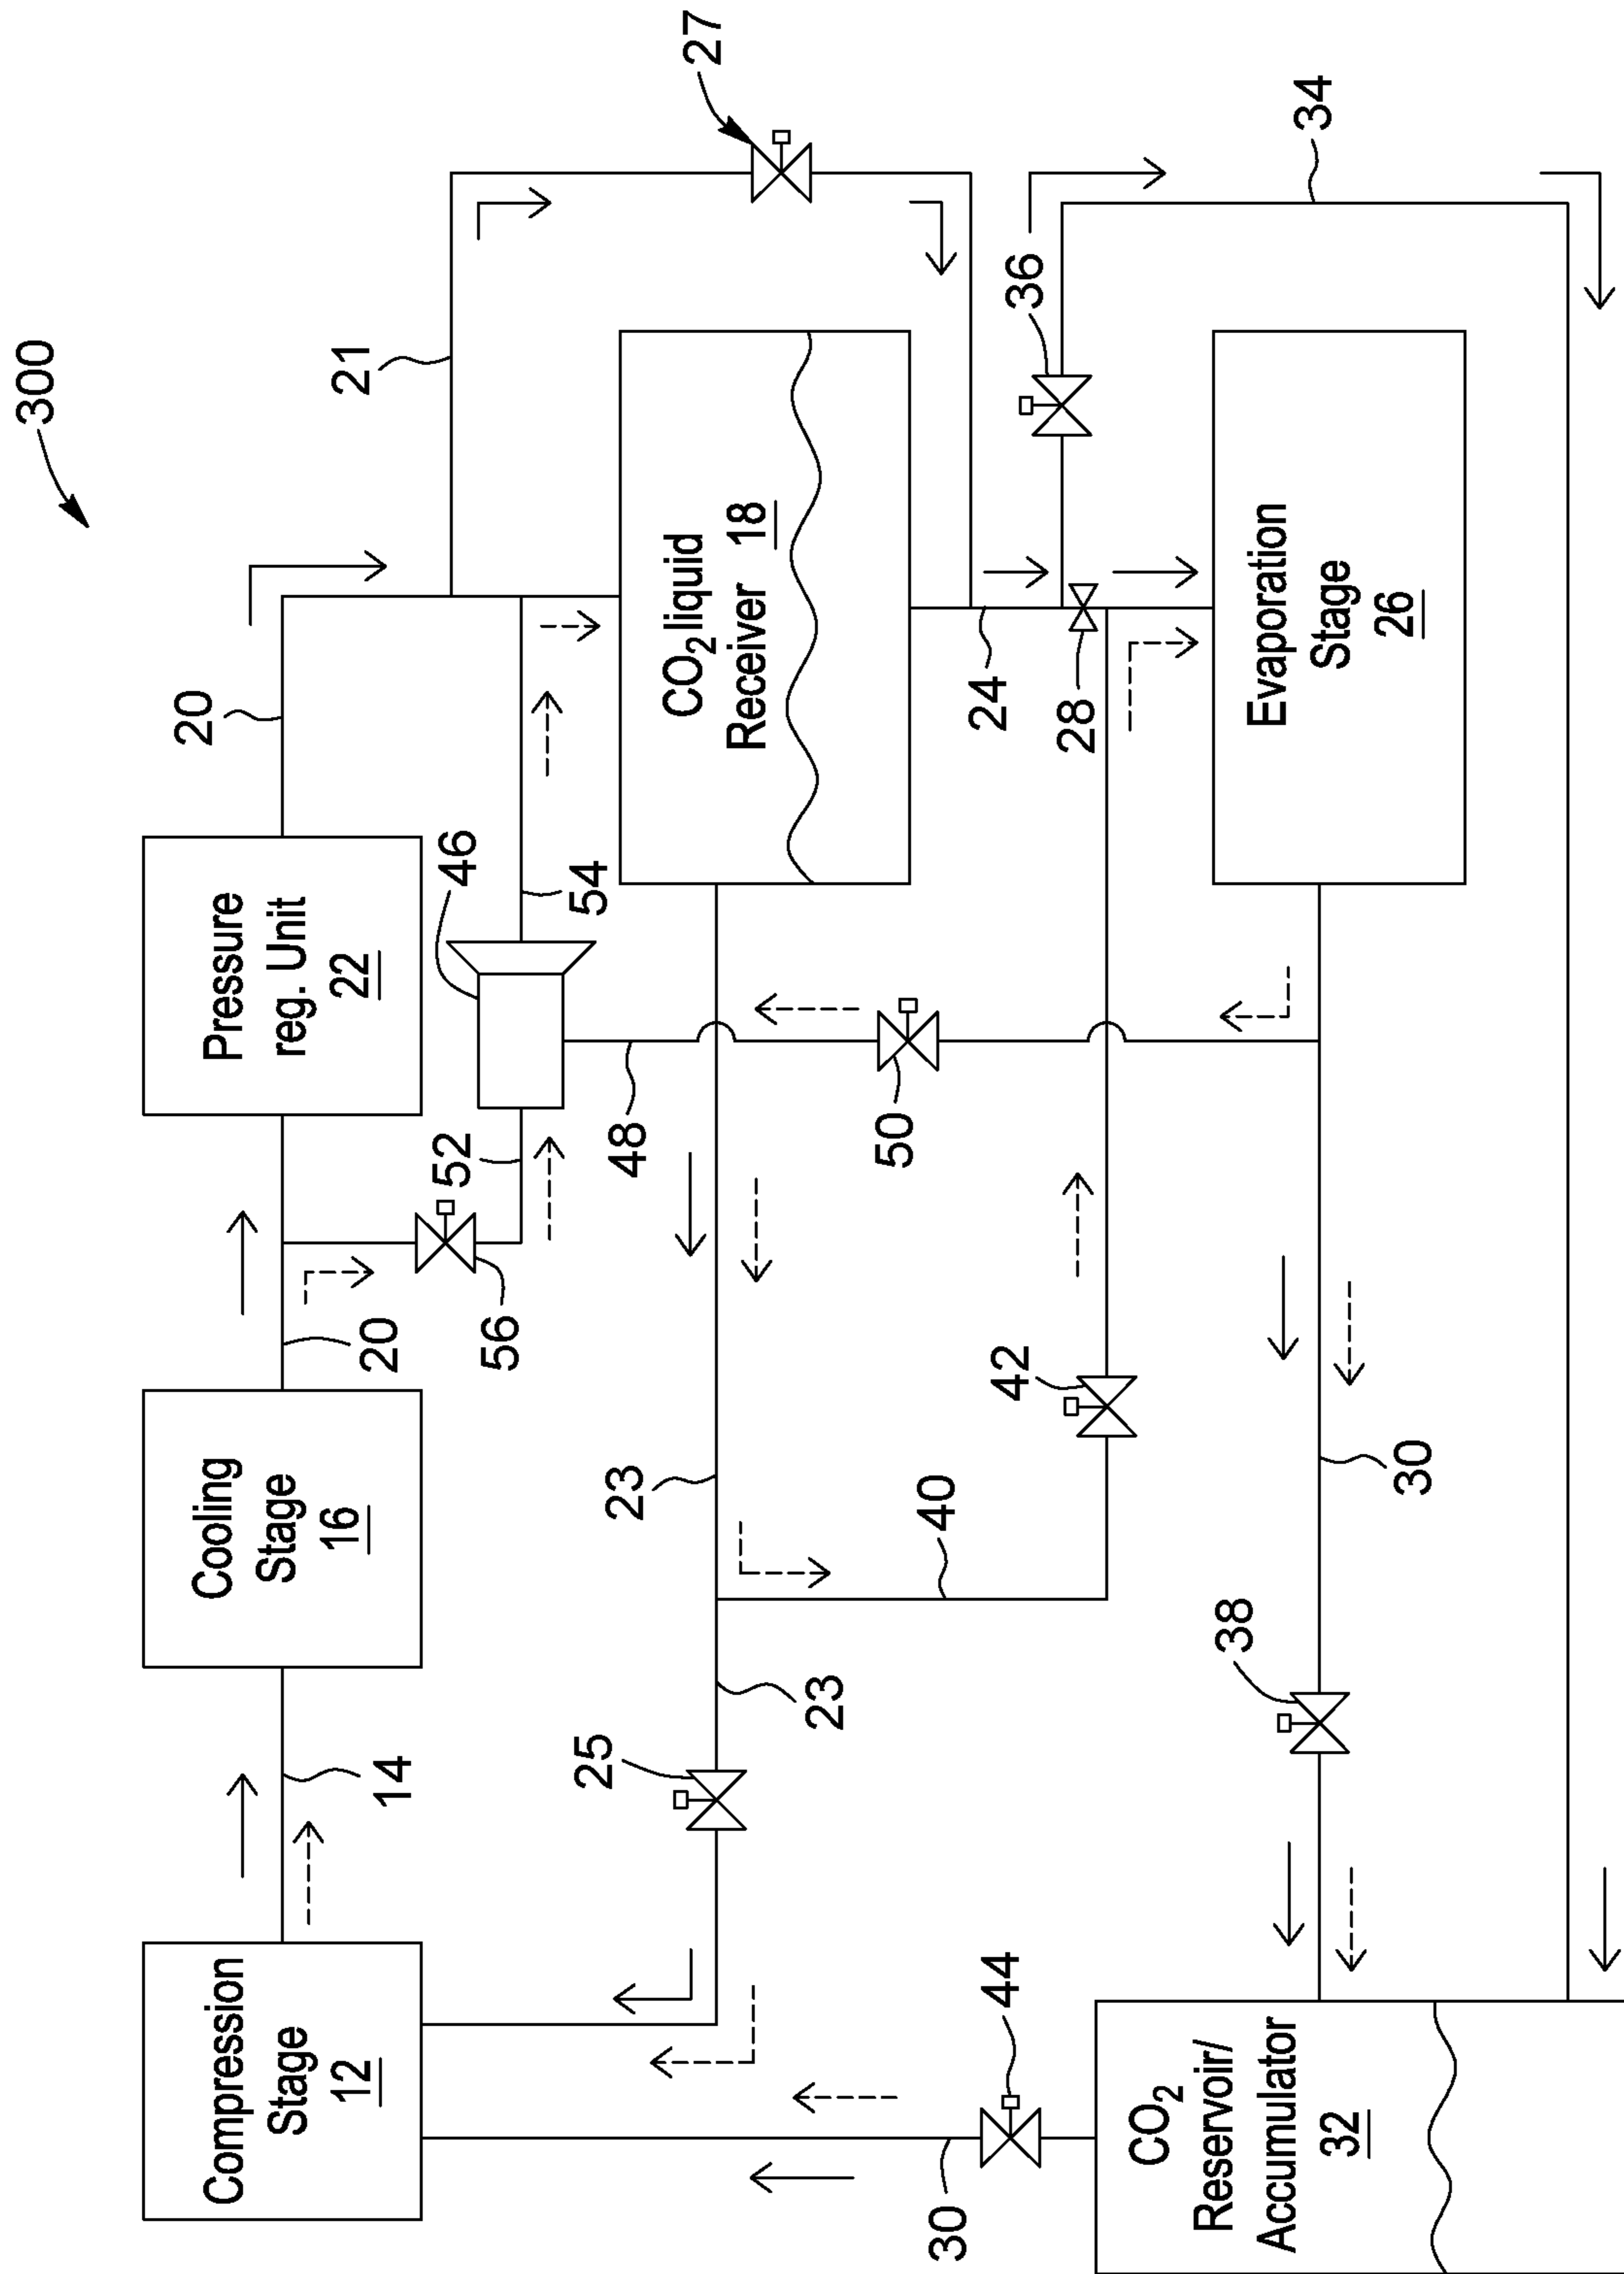 300
Compression
Stage
12
14
Cooling
Stage
16
20
Pressure
reg. Unit
22
20
21
27
56
52
46
54
48
CO₂ liquid
Receiver 18
25
23
23
50
40
42
24
28
36
34
Evaporation
Stage
26
44
30
38
30
CO₂
Reservoir/
Accumulator
32